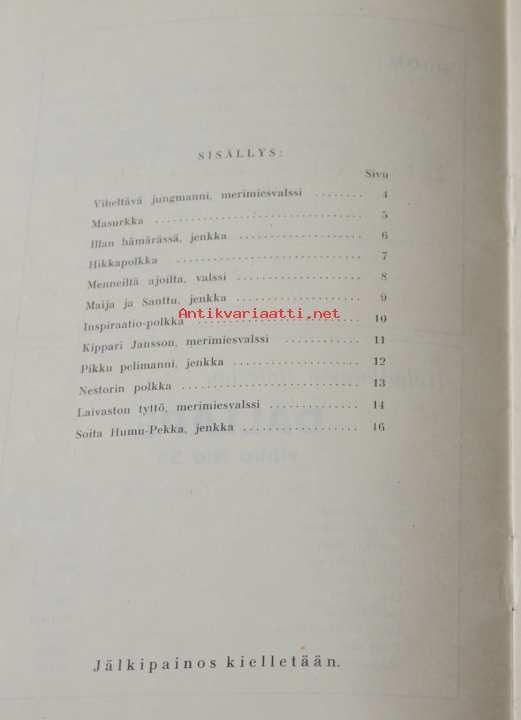 SISÄLLYS:
Sivu
Viheltävä jungmanni, merimiesvalssi ........ 4
Masurkka .................................. 5
Illan hämärässä, jenkka ................... 6
Hikkapolkka ............................... 7
Menneiltä ajoilta, valssi ................. 8
Maija ja Santtu, jenkka ................... 9
Antikvariaatti.net
Inspiraatio-polkka ........................ 10
Kippari Jansson, merimiesvalssi ........... 11
Pikku pelimanni, jenkka ................... 12
Nestorin polkka ........................... 13
Laivaston tyttö, merimiesvalssi ........... 14
Soita Humu-Pekka, jenkka .................. 16
Jälkipainos kielletään.